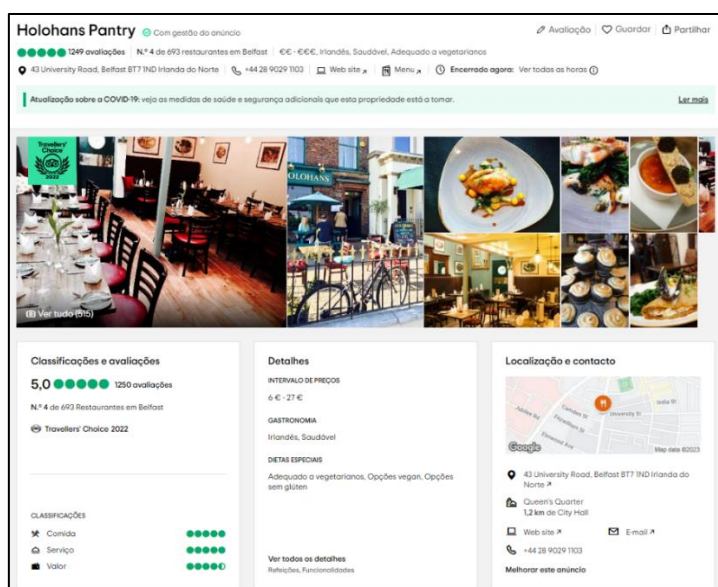 Holohans Pantry Com gestão do anúncio
Avaliação Guardar Partilhar
1249 avaliações N.º 4 de 693 restaurantes em Belfast €€ - €€€, Irlandês, Saudável, Adequado a vegetarianos
43 University Road, Belfast BT7 1ND Irlanda do Norte +44 28 9029 1103 Web site Menu Encerrado agora: Ver todas as horas
Atualização sobre a COVID-19: veja as medidas de saúde e segurança adicionais que esta propriedade está a tomar. Ler mais
Travellers' Choice
2022
OLOHANS
Ver tudo (515)
Classificações e avaliações
5,0 1250 avaliações
N.º 4 de 693 Restaurantes em Belfast
Travellers' Choice 2022
CLASSIFICAÇÕES
Comida
Serviço
Valor
Detalhes
INTERVALO DE PREÇOS
6 € - 27 €
GASTRONOMIA
Irlandês, Saudável
DIETAS ESPECIAIS
Adequado a vegetarianos, Opções vegan, Opções
sem glúten
Ver todos os detalhes
Refeições, Funcionalidades
Localização e contacto
Camden St
University St
Fitzwilliam St
Elmwood Ave
Google
Map data ©2023
43 University Road, Belfast BT7 1ND Irlanda do
Norte
Queen's Quarter
1,2 km de City Hall
Web site E-mail
+44 28 9029 1103
Melhorar este anúncio